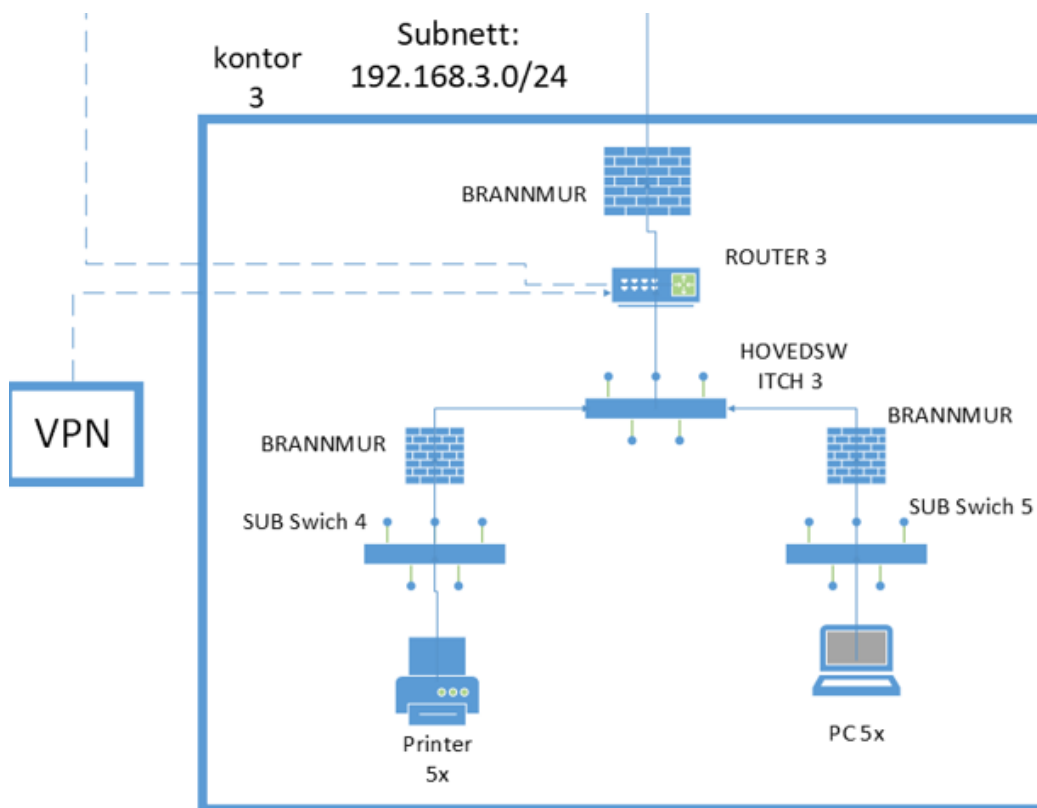 kontor
3
Subnett:
192.168.3.0/24
BRANNMUR
ROUTER 3
HOVEDSW
ITCH 3
VPN
BRANNMUR
BRANNMUR
SUB Swich 4
SUB Swich 5
Printer
5x
PC 5x